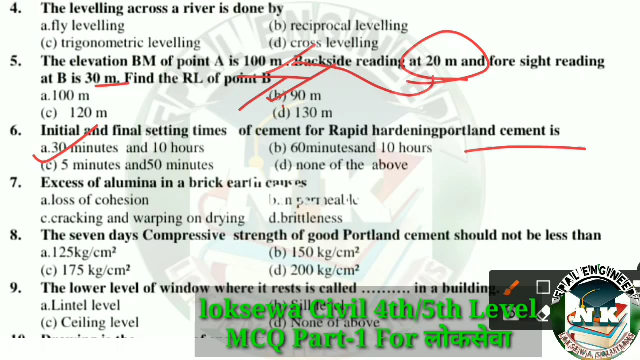 4. The levelling across a river is done by
a.fly levelling (b) reciprocal levelling
(c) trigonometric levelling (d) cross levelling
5. The elevation BM of point A is 100 m . Backside reading at 20 m and fore sight reading
at B is 30 m. Find the RL of point B
a.100 m (b) 90 m
(c) 120 m (d) 130 m
6. Initial and final setting times of cement for Rapid hardeningportland cement is
a.30 minutes and 10 hours (b) 60minutesand 10 hours
(c) 5 minutes and50 minutes (d) none of the above
7. Excess of alumina in a brick earth causes
a.loss of cohesion
c.cracking and warping on drying d.brittleness
8. The seven days Compressive strength of good Portland cement should not be less than
a.125kg/cm² (b) 150 kg/cm²
(c) 175 kg/cm² (d) 200 kg/cm²
9. The lower level of window where it rests is called .......... in a building.
a.Lintel level
(c) Ceiling level (d) None of above
loksewa Civil 4th/5th Level
MCQ Part-1 For लोकसेवा